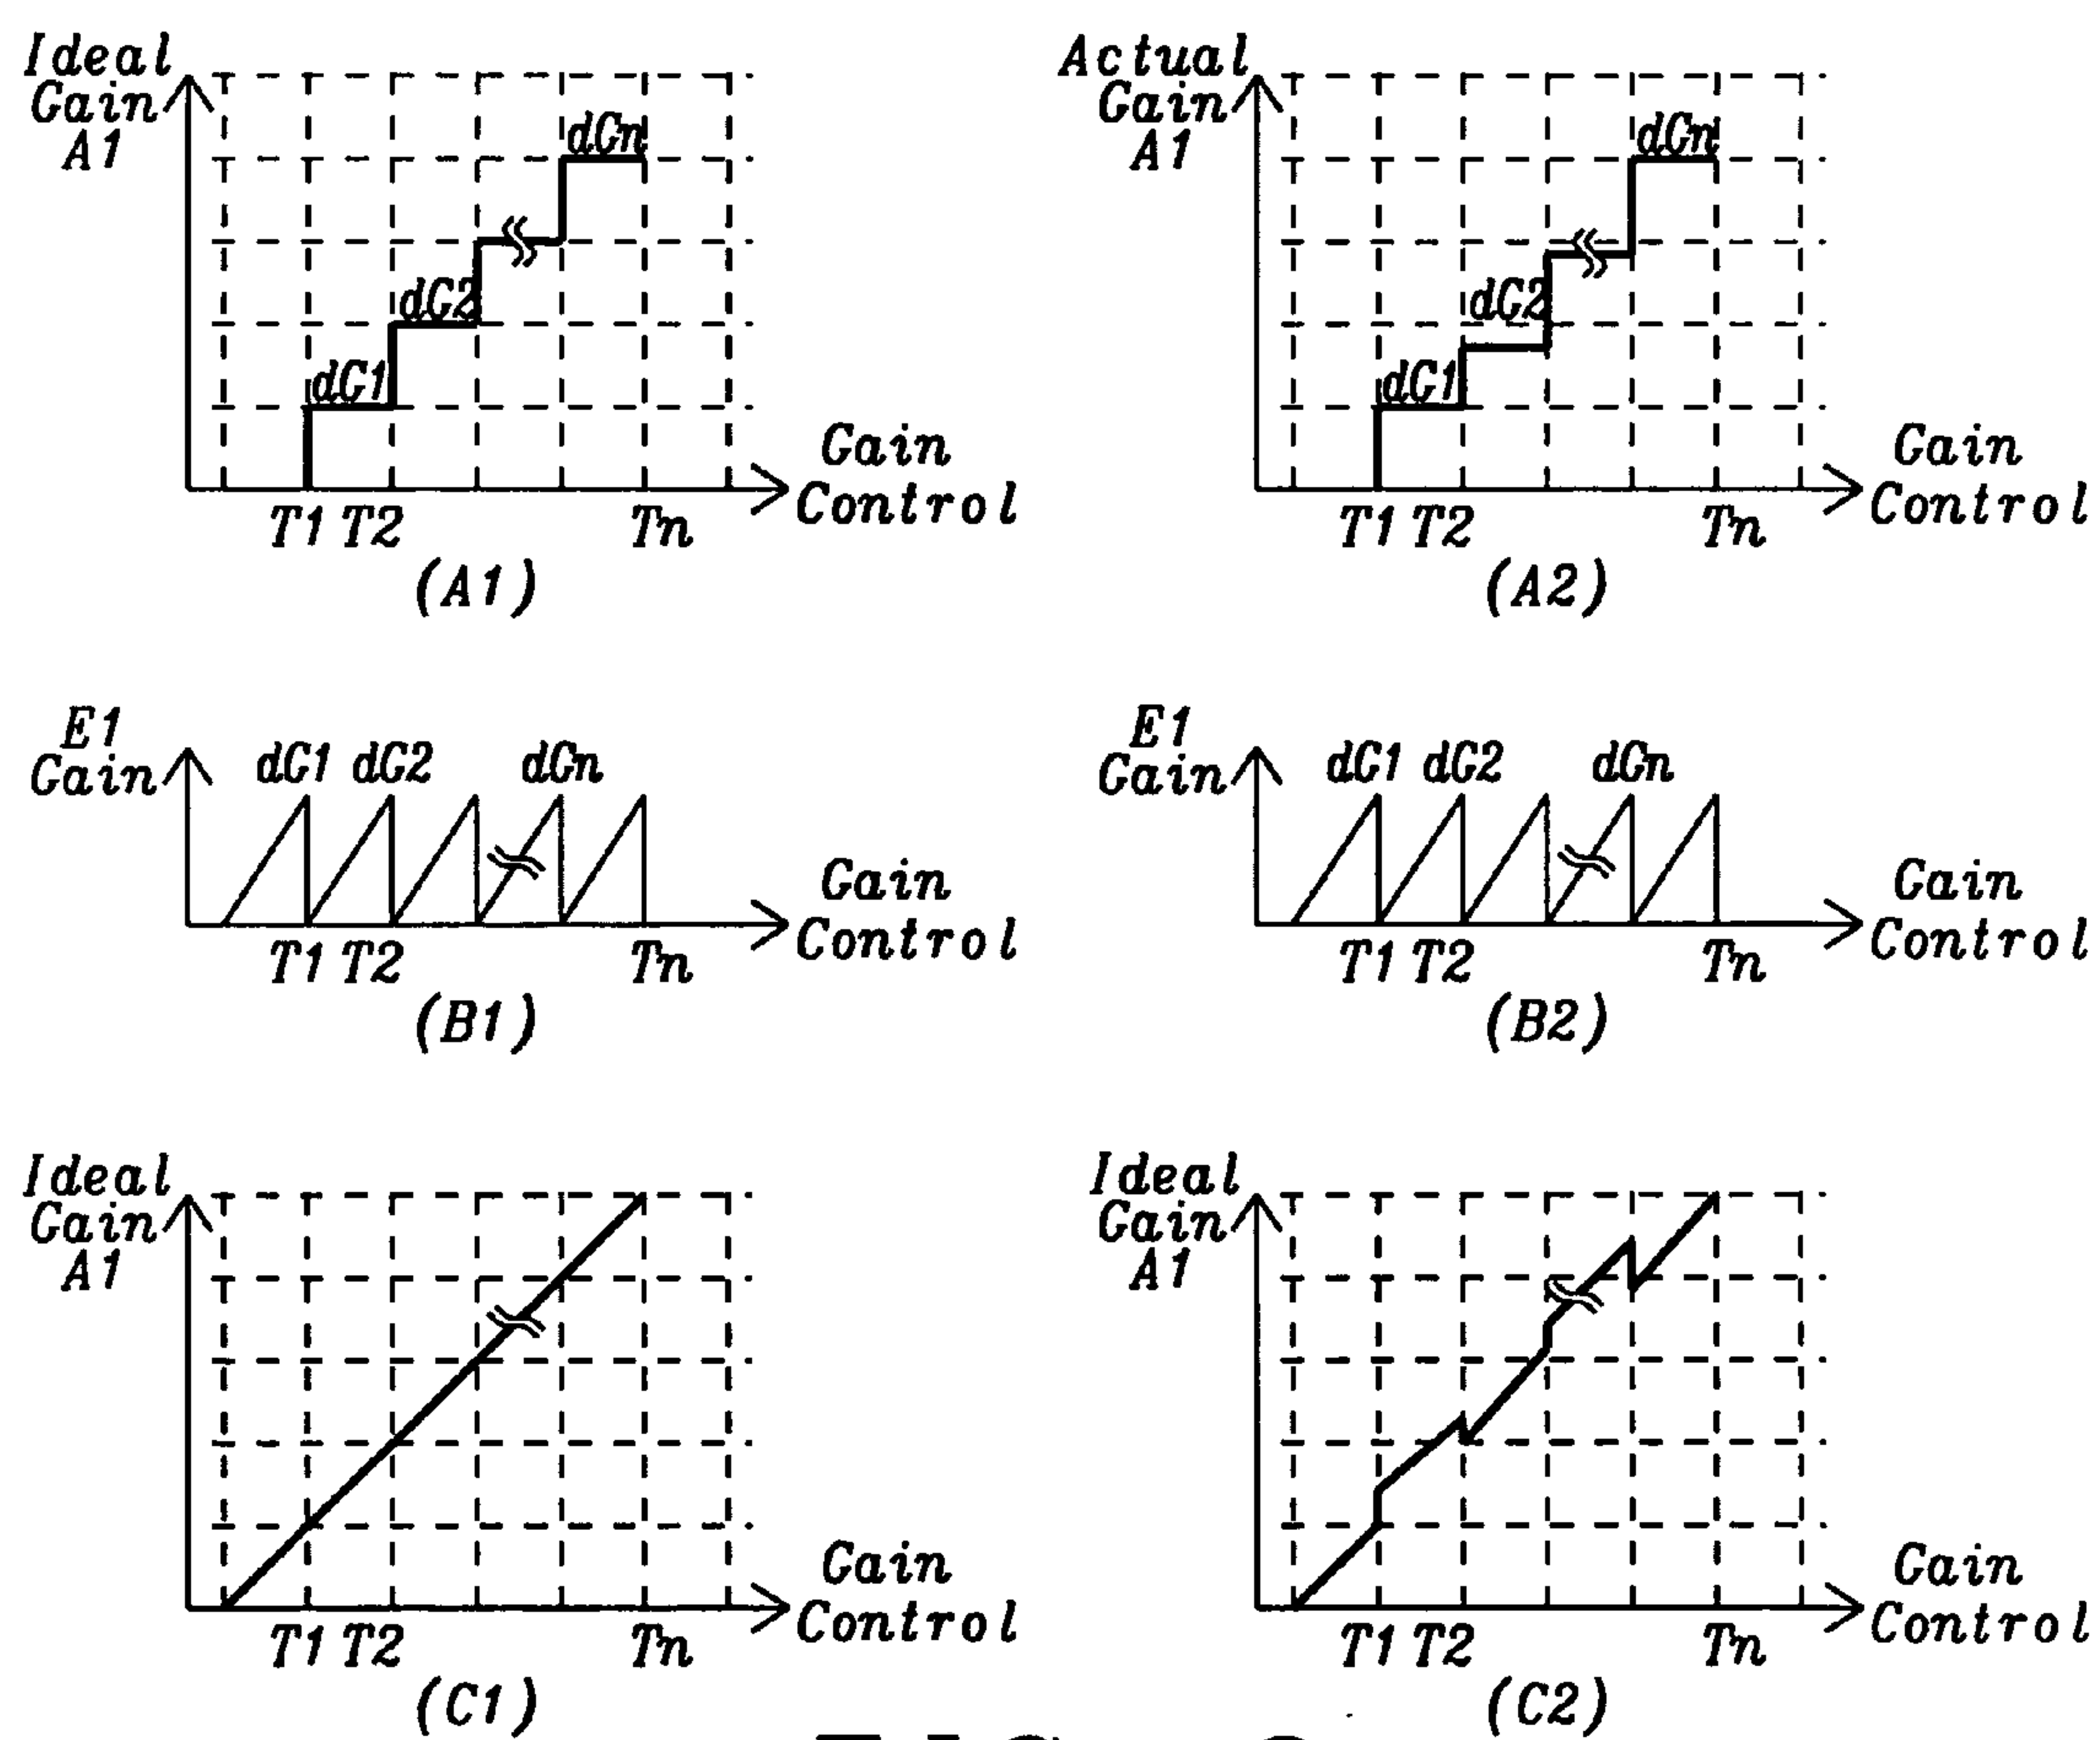 Ideal
Gain
A1
dG1
dG2
dGn
Gain
Control
T1 T2 Tn
(A1)
Actual
Gain
A1
dG1
dG2
dGn
Gain
Control
T1 T2 Tn
(A2)
E1
Gain
dG1 dG2 dGn
Gain
Control
T1 T2 Tn
(B1)
E1
Gain
dG1 dG2 dGn
Gain
Control
T1 T2 Tn
(B2)
Ideal
Gain
A1
Gain
Control
T1 T2 Tn
(C1)
Ideal
Gain
A1
Gain
Control
T1 T2 Tn
(C2)